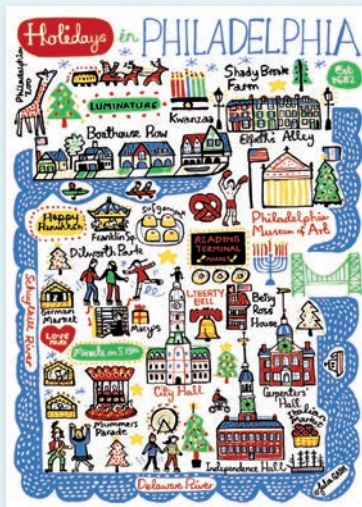 Holidays in PHILADELPHIA
Philadelphia
Zoo
Est
1682
Shady Brook
Farm
LUMINATURE
Kwanzaa
Boathouse Row
Elfreth's Alley
Happy
Hanukkah
Franklin Sq.
Sufganiyot
Philadelphia
Museum of Art
Dilworth Park
READING
TERMINAL
MARKET
Schuylkill River
German
Market
Macy's
LIBERTY
BELL
Betsy
Ross
House
LOVE
PARK
Miracle on S 13th
City Hall
Carpenters'
Hall
Italian
Market
Mummers
Parade
Independence Hall
Delaware River
Julia GASH